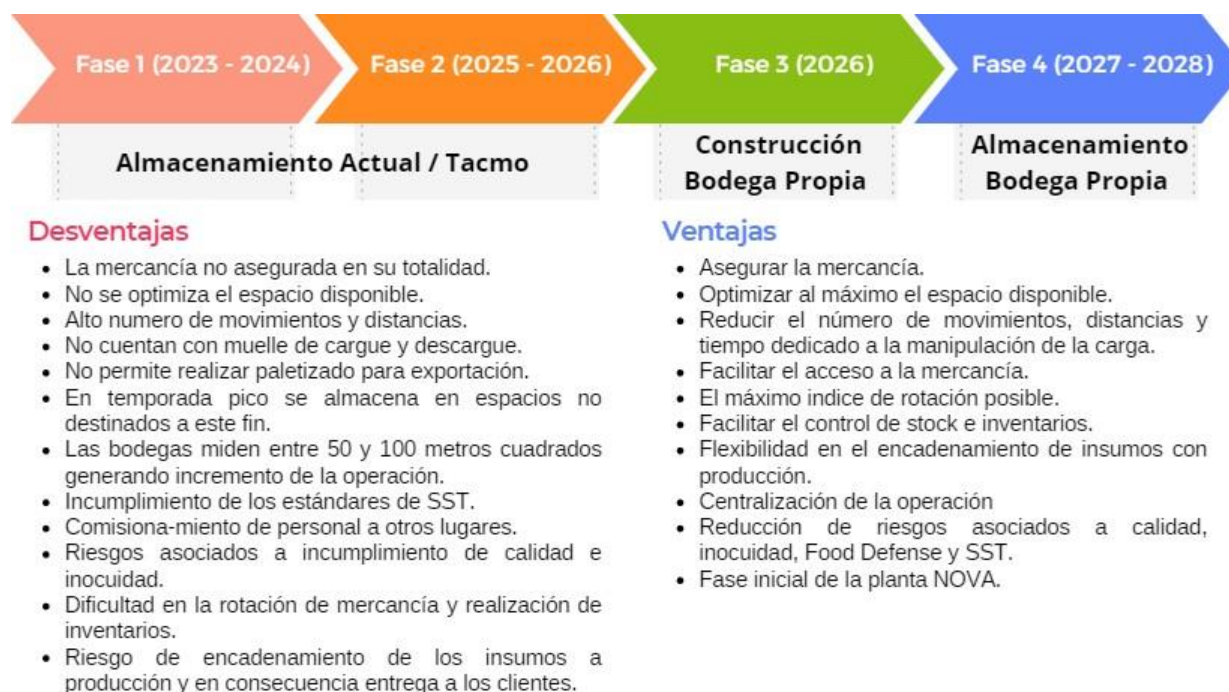 Fase 1 (2023 - 2024)
Fase 2 (2025 - 2026)
Fase 3 (2026)
Fase 4 (2027 - 2028)
Almacenamiento Actual / Tacmo
Construcción
Bodega Propia
Almacenamiento
Bodega Propia
Desventajas
• La mercancía no asegurada en su totalidad.
• No se optimiza el espacio disponible.
• Alto numero de movimientos y distancias.
• No cuentan con muelle de cargue y descargue.
• No permite realizar paletizado para exportación.
• En temporada pico se almacena en espacios no
destinados a este fin.
• Las bodegas miden entre 50 y 100 metros cuadrados
generando incremento de la operación.
• Incumplimiento de los estándares de SST.
• Comisiona-miento de personal a otros lugares.
• Riesgos asociados a incumplimiento de calidad e
inocuidad.
• Dificultad en la rotación de mercancía y realización de
inventarios.
• Riesgo de encadenamiento de los insumos a
producción y en consecuencia entrega a los clientes.
Ventajas
• Asegurar la mercancía.
• Optimizar al máximo el espacio disponible.
• Reducir el número de movimientos, distancias y
tiempo dedicado a la manipulación de la carga.
• Facilitar el acceso a la mercancía.
• El máximo indice de rotación posible.
• Facilitar el control de stock e inventarios.
• Flexibilidad en el encadenamiento de insumos con
producción.
• Centralización de la operación
• Reducción de riesgos asociados a calidad,
inocuidad, Food Defense y SST.
• Fase inicial de la planta NOVA.